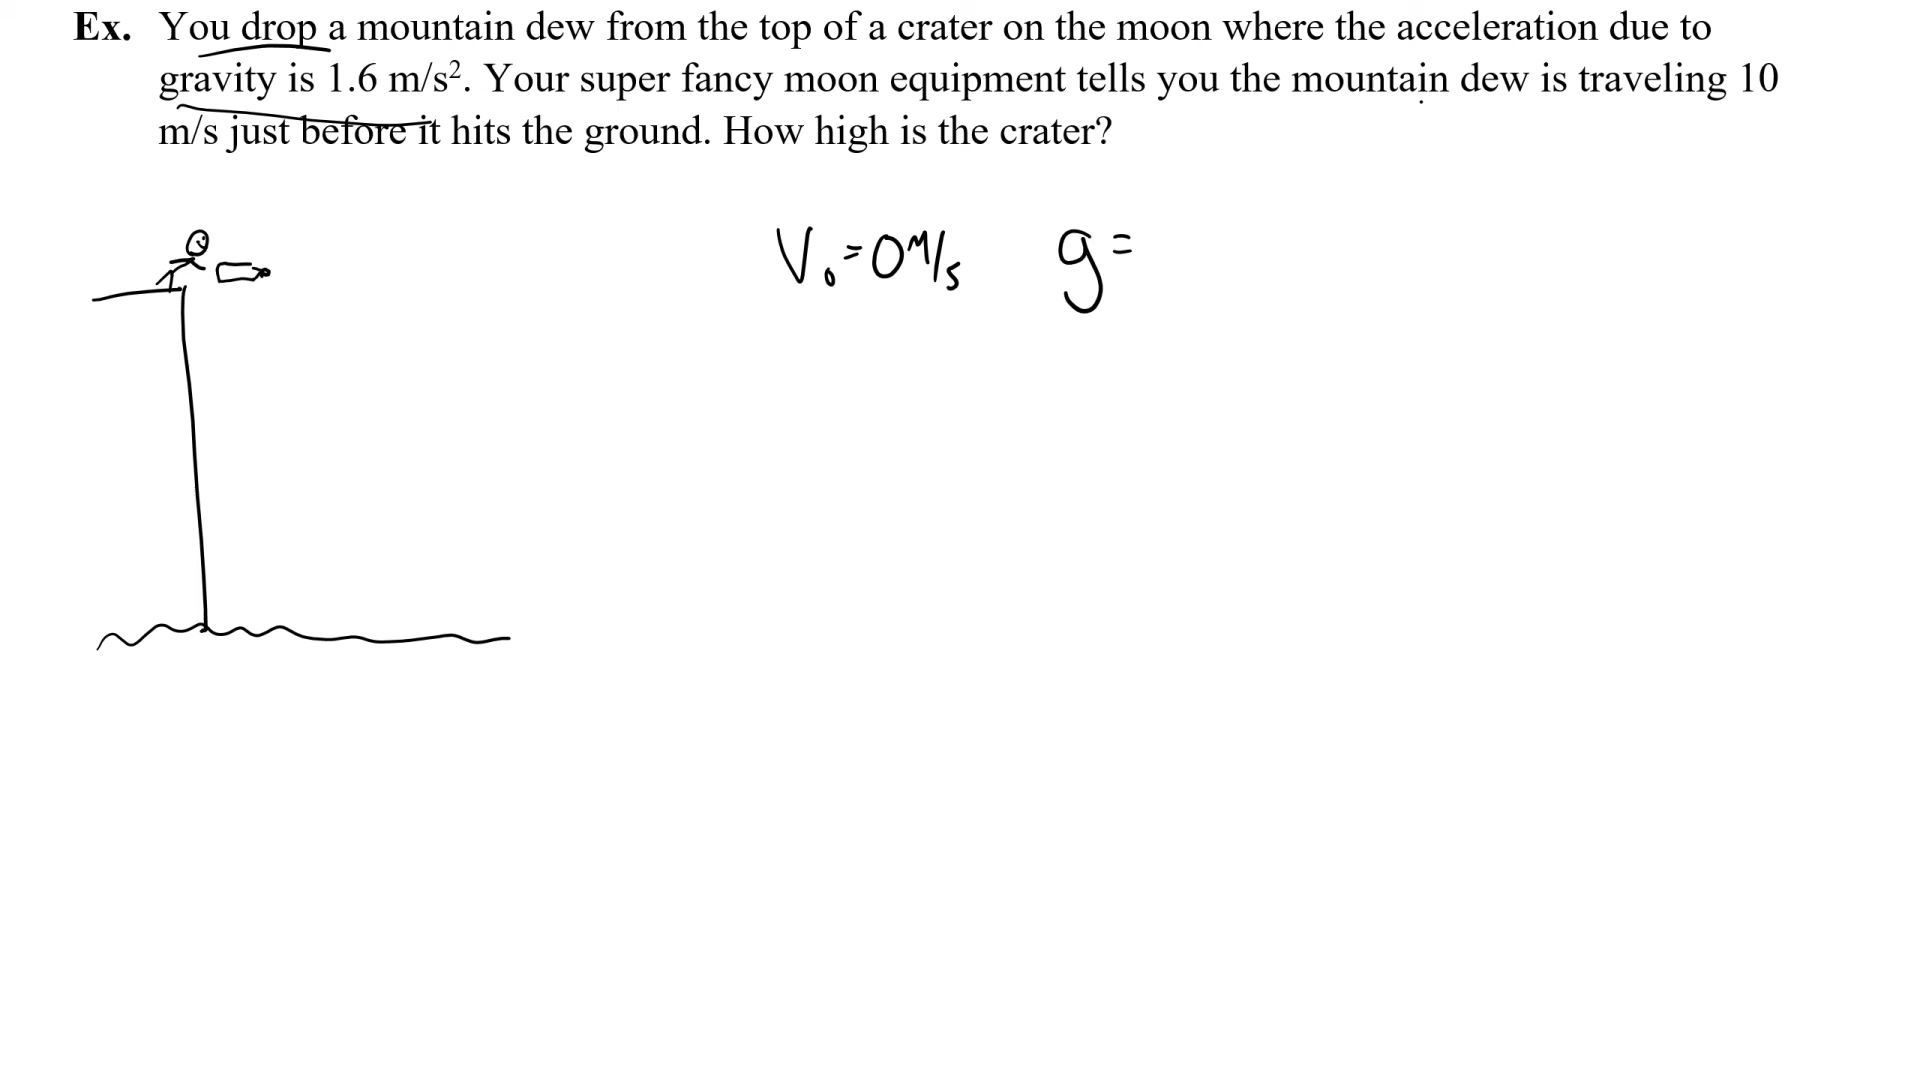 Ex. You drop a mountain dew from the top of a crater on the moon where the acceleration due to
gravity is 1.6 m/s². Your super fancy moon equipment tells you the mountain dew is traveling 10
m/s just before it hits the ground. How high is the crater?
V₀=0 m/s g=